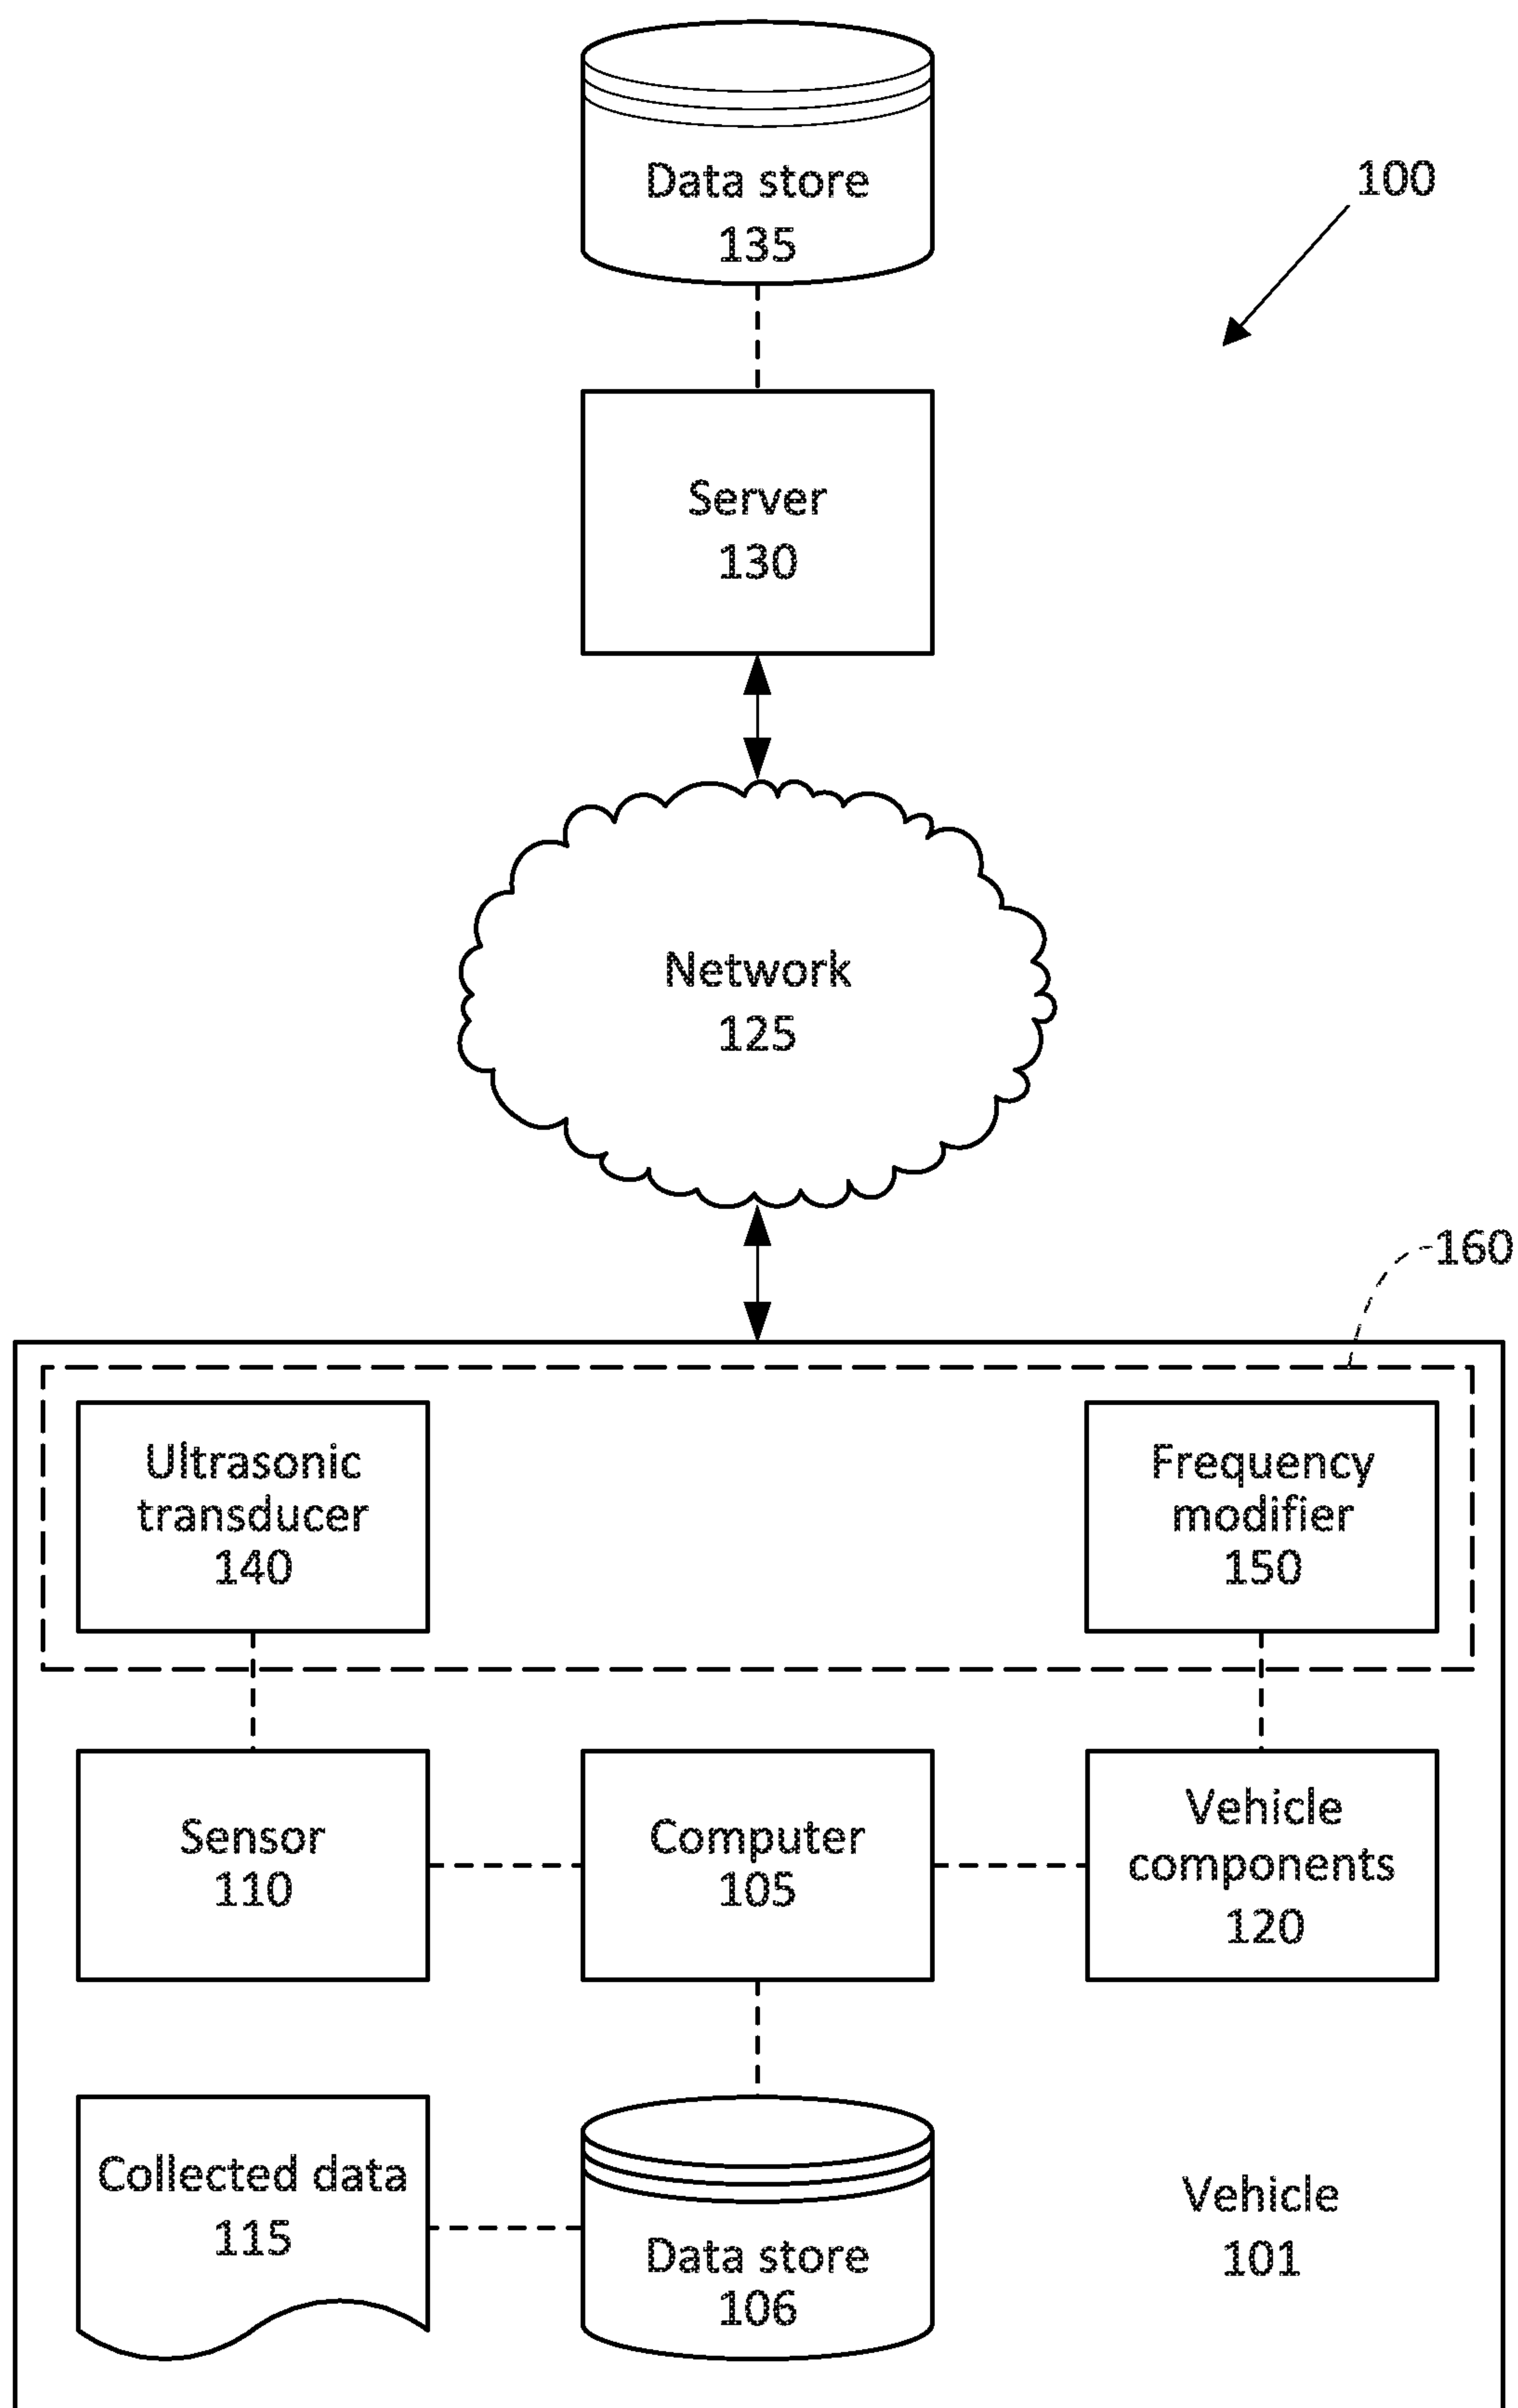 Data store
135
100
Server
130
Network
125
160
Ultrasonic
transducer
140
Frequency
modifier
150
Sensor
110
Computer
105
Vehicle
components
120
Collected data
115
Data store
106
Vehicle
101